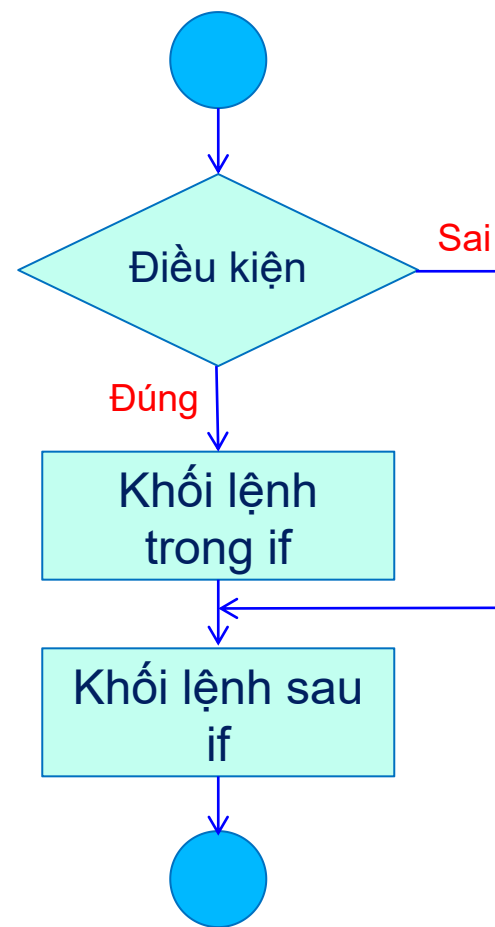 Điều kiện
Sai
Đúng
Khối lệnh
trong if
Khối lệnh sau
if